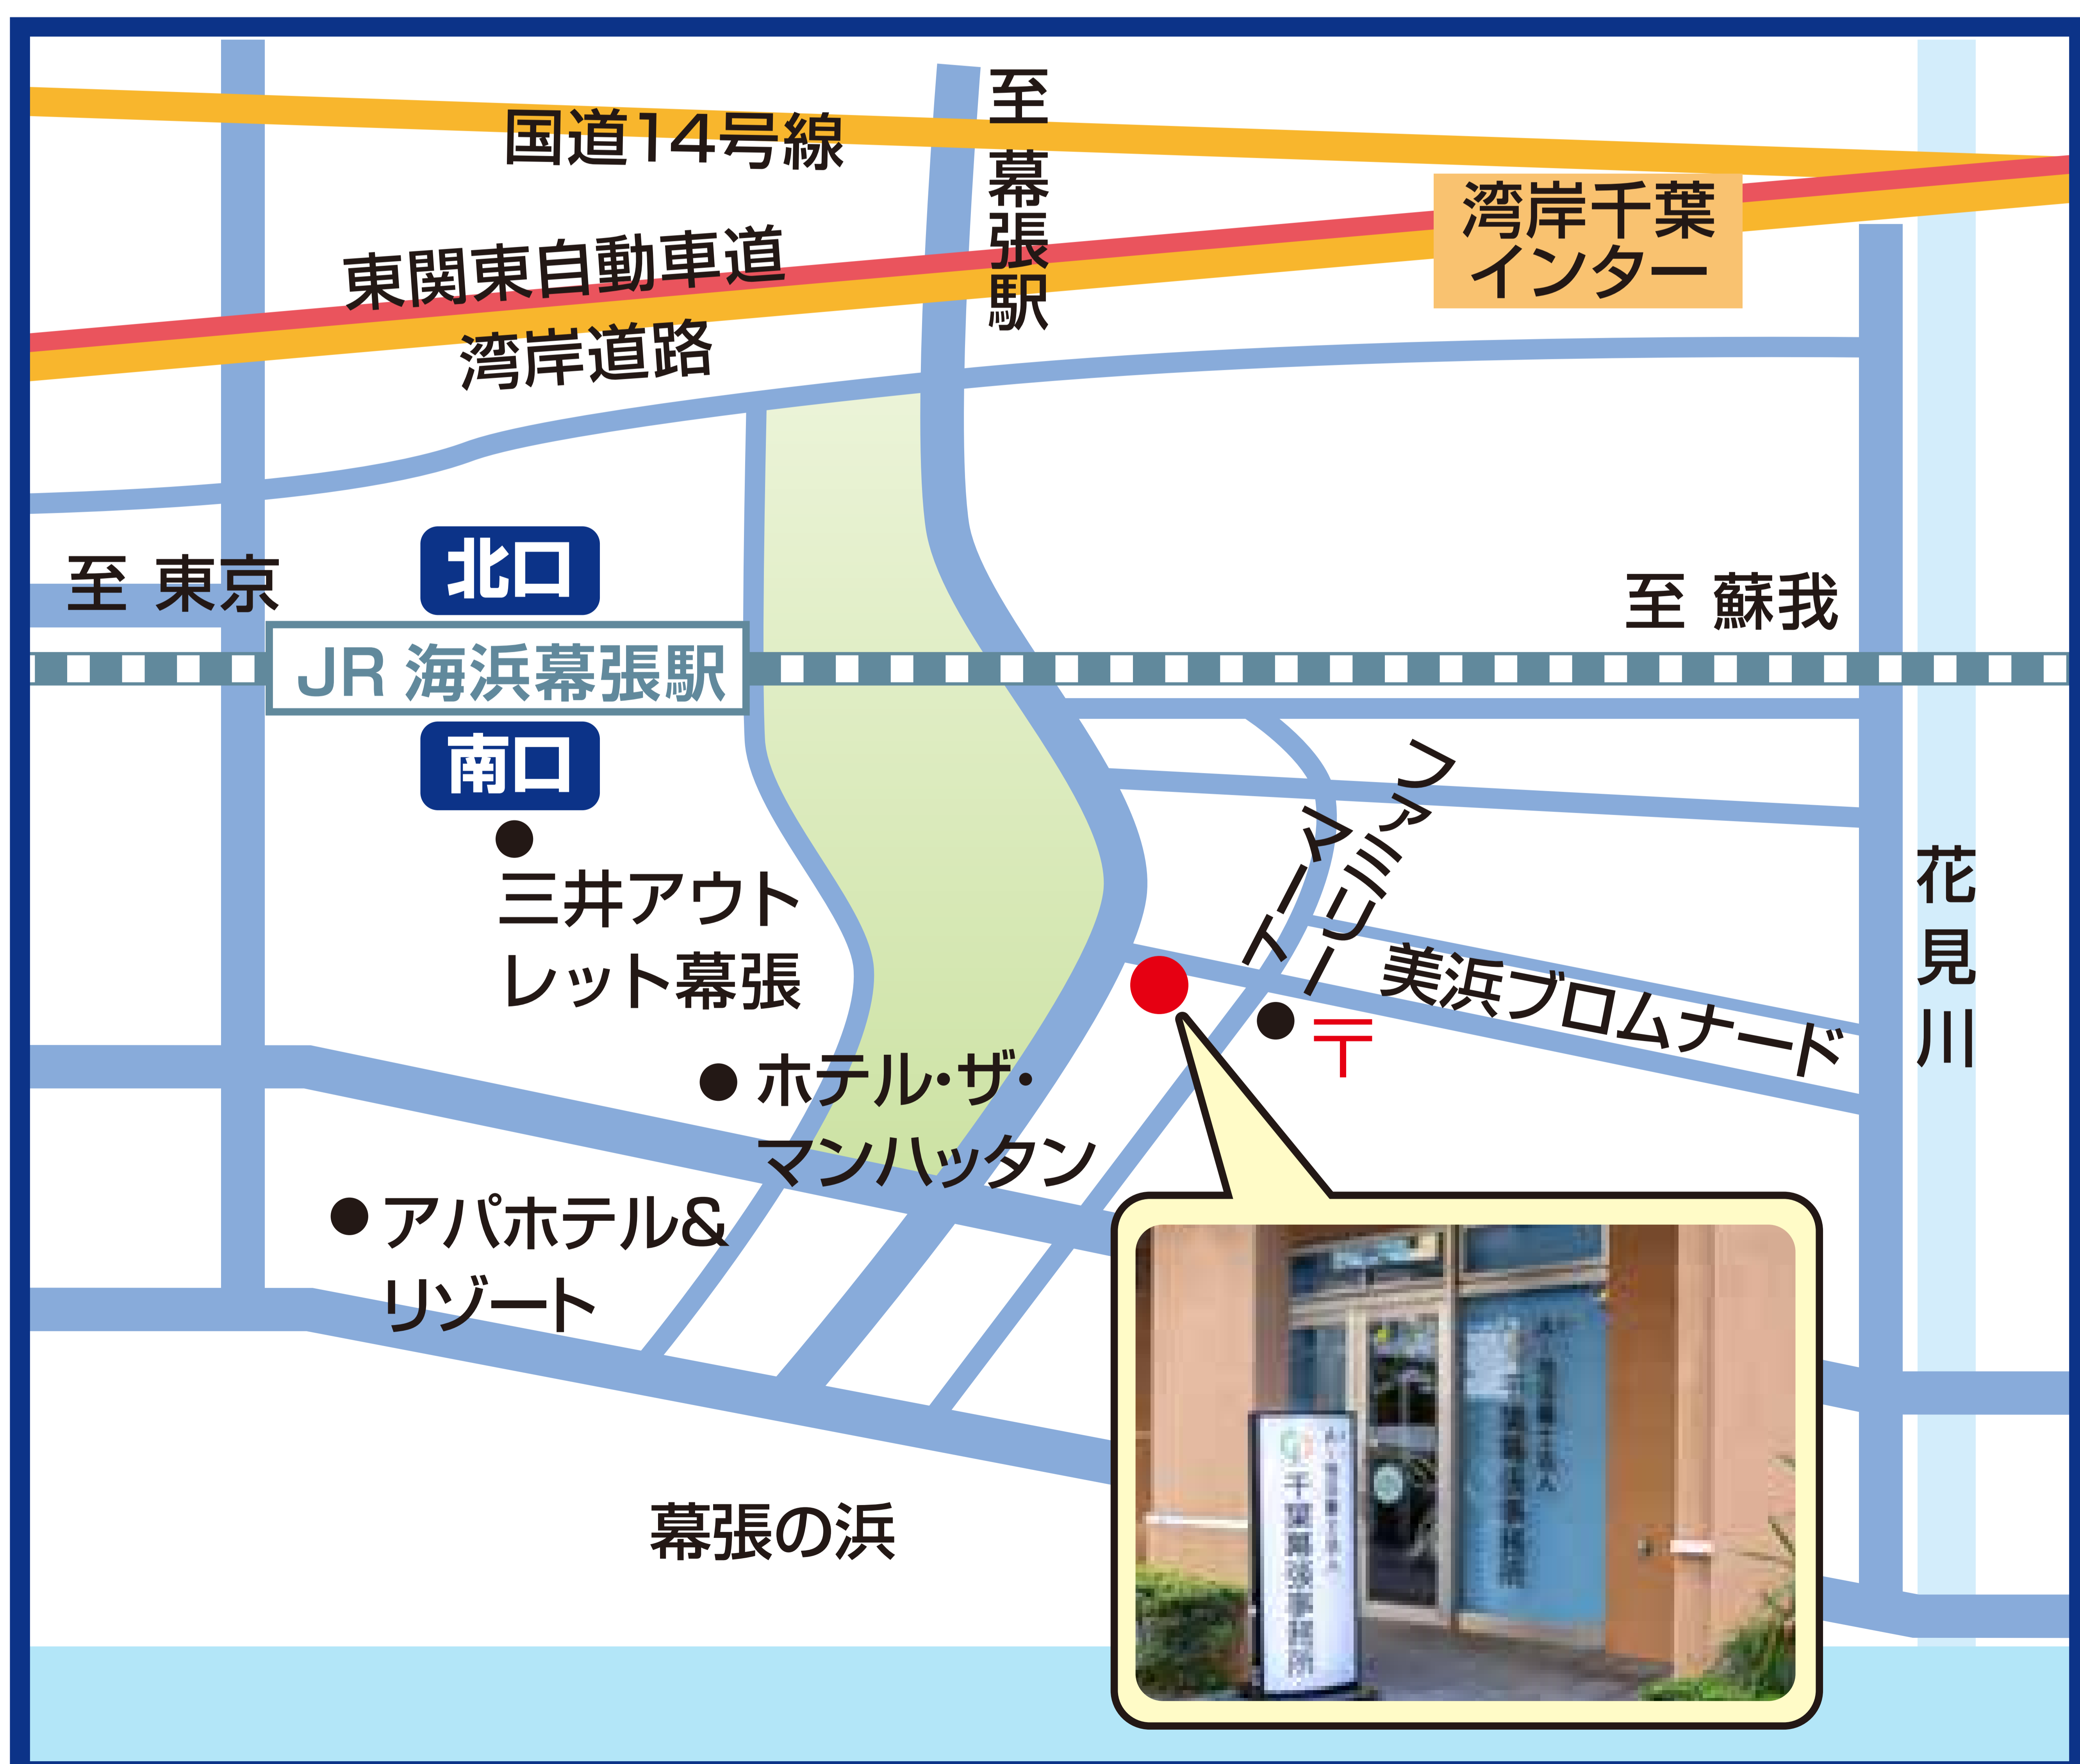 国道14号線
至 幕張駅
湾岸千葉
インター
東関東自動車道
湾岸道路
至 東京
北口
至 蘇我
JR 海浜幕張駅
南口
三井アウト
レット幕張
ファミリー
マート
花見川
美浜ブロムナード
〒
ホテル・ザ・
マンハッタン
アパホテル&
リゾート
幕張の浜
千葉幕張事務所